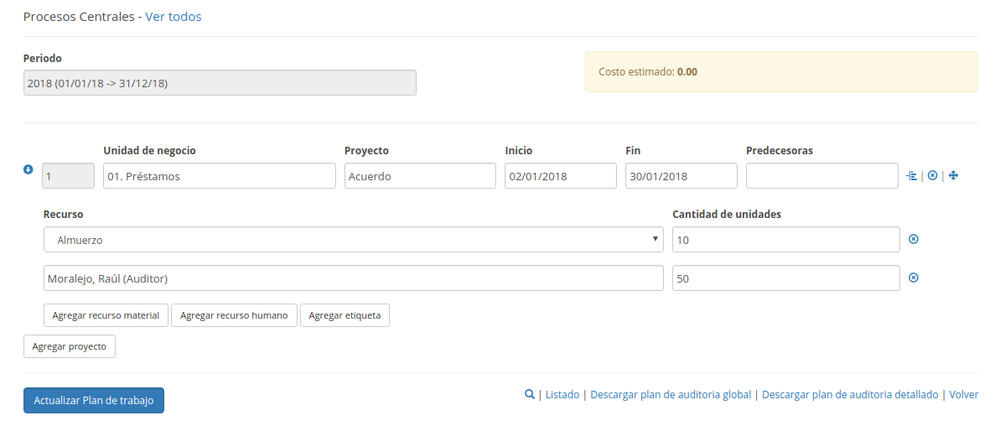 Procesos Centrales - Ver todos
Periodo
2018 (01/01/18 -> 31/12/18)
Costo estimado: 0.00
Unidad de negocio Proyecto Inicio Fin Predecesoras
1 01. Préstamos Acuerdo 02/01/2018 30/01/2018 | |
Recurso Cantidad de unidades
Almuerzo 10
Moralejo, Raúl (Auditor) 50
Agregar recurso material Agregar recurso humano Agregar etiqueta
Agregar proyecto
Actualizar Plan de trabajo | Listado | Descargar plan de auditoria global | Descargar plan de auditoria detallado | Volver